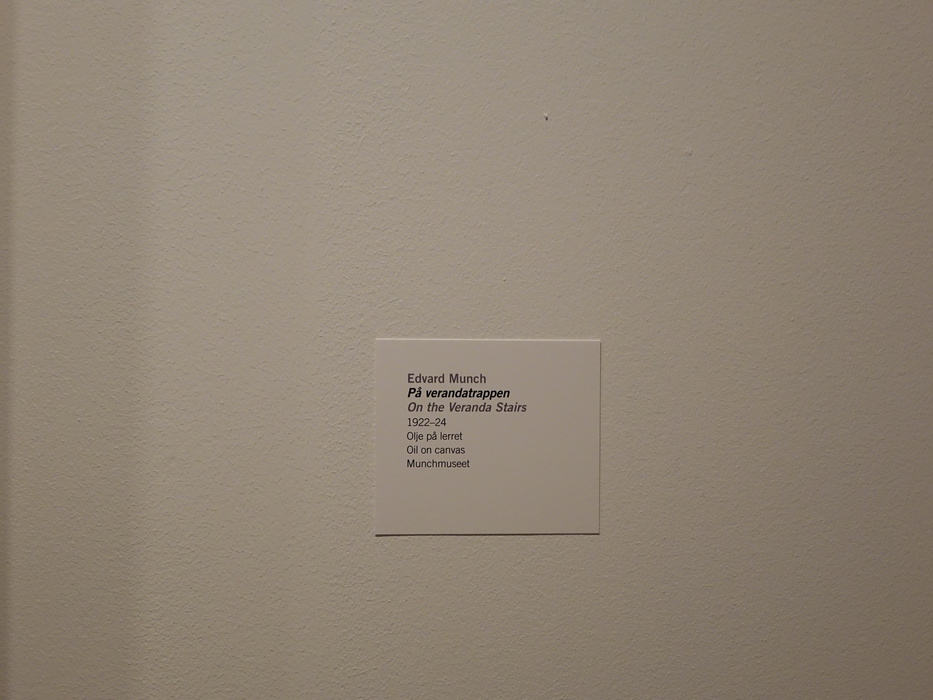 Edvard Munch
På verandatrappen
On the Veranda Stairs
1922–24
Olje på lerret
Oil on canvas
Munchmuseet